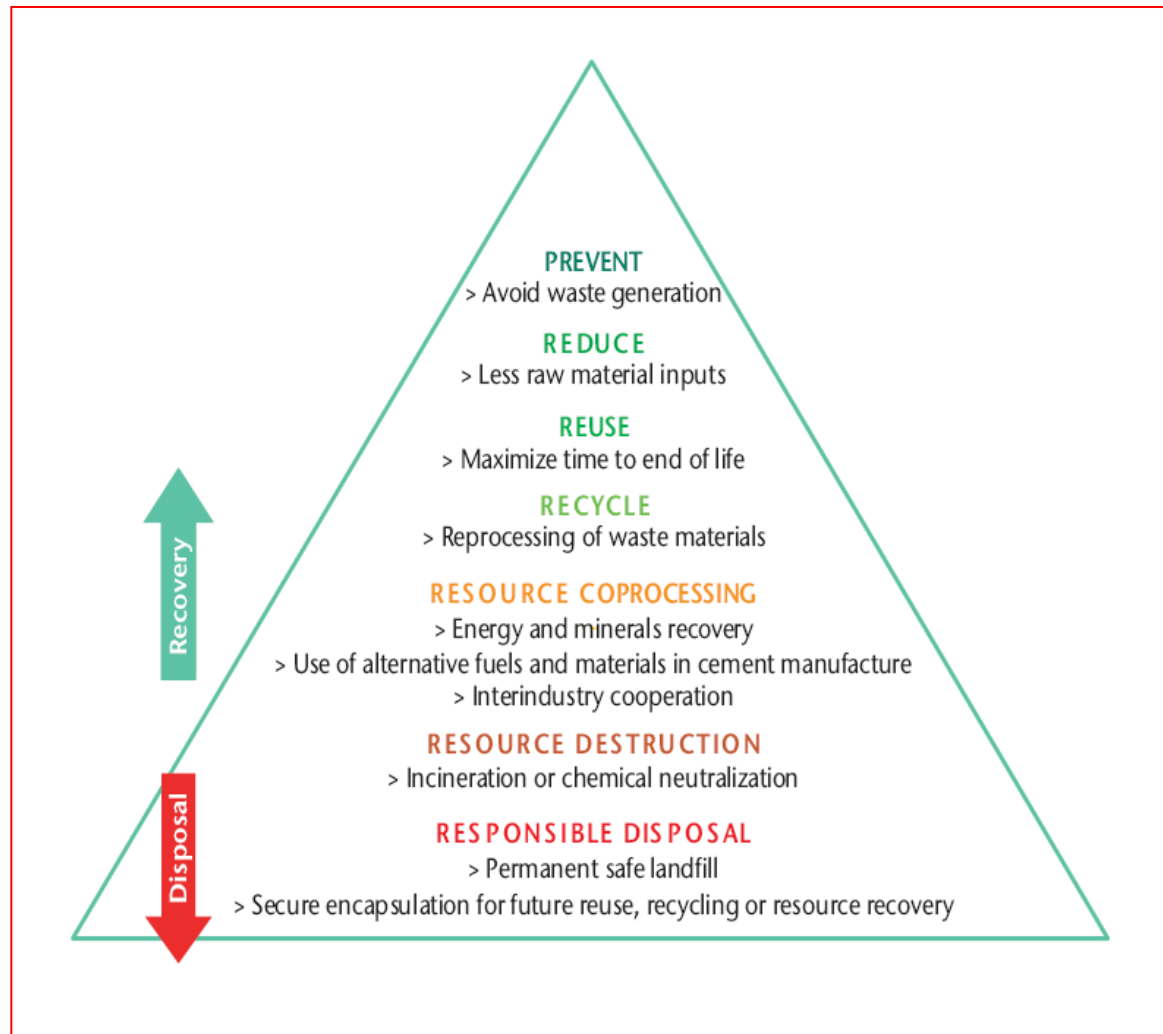 PREVENT
> Avoid waste generation
REDUCE
> Less raw material inputs
REUSE
> Maximize time to end of life
RECYCLE
> Reprocessing of waste materials
RESOURCE COPROCESSING
> Energy and minerals recovery
> Use of alternative fuels and materials in cement manufacture
> Interindustry cooperation
RESOURCE DESTRUCTION
> Incineration or chemical neutralization
RESPONSIBLE DISPOSAL
> Permanent safe landfill
> Secure encapsulation for future reuse, recycling or resource recovery
Recovery
Disposal